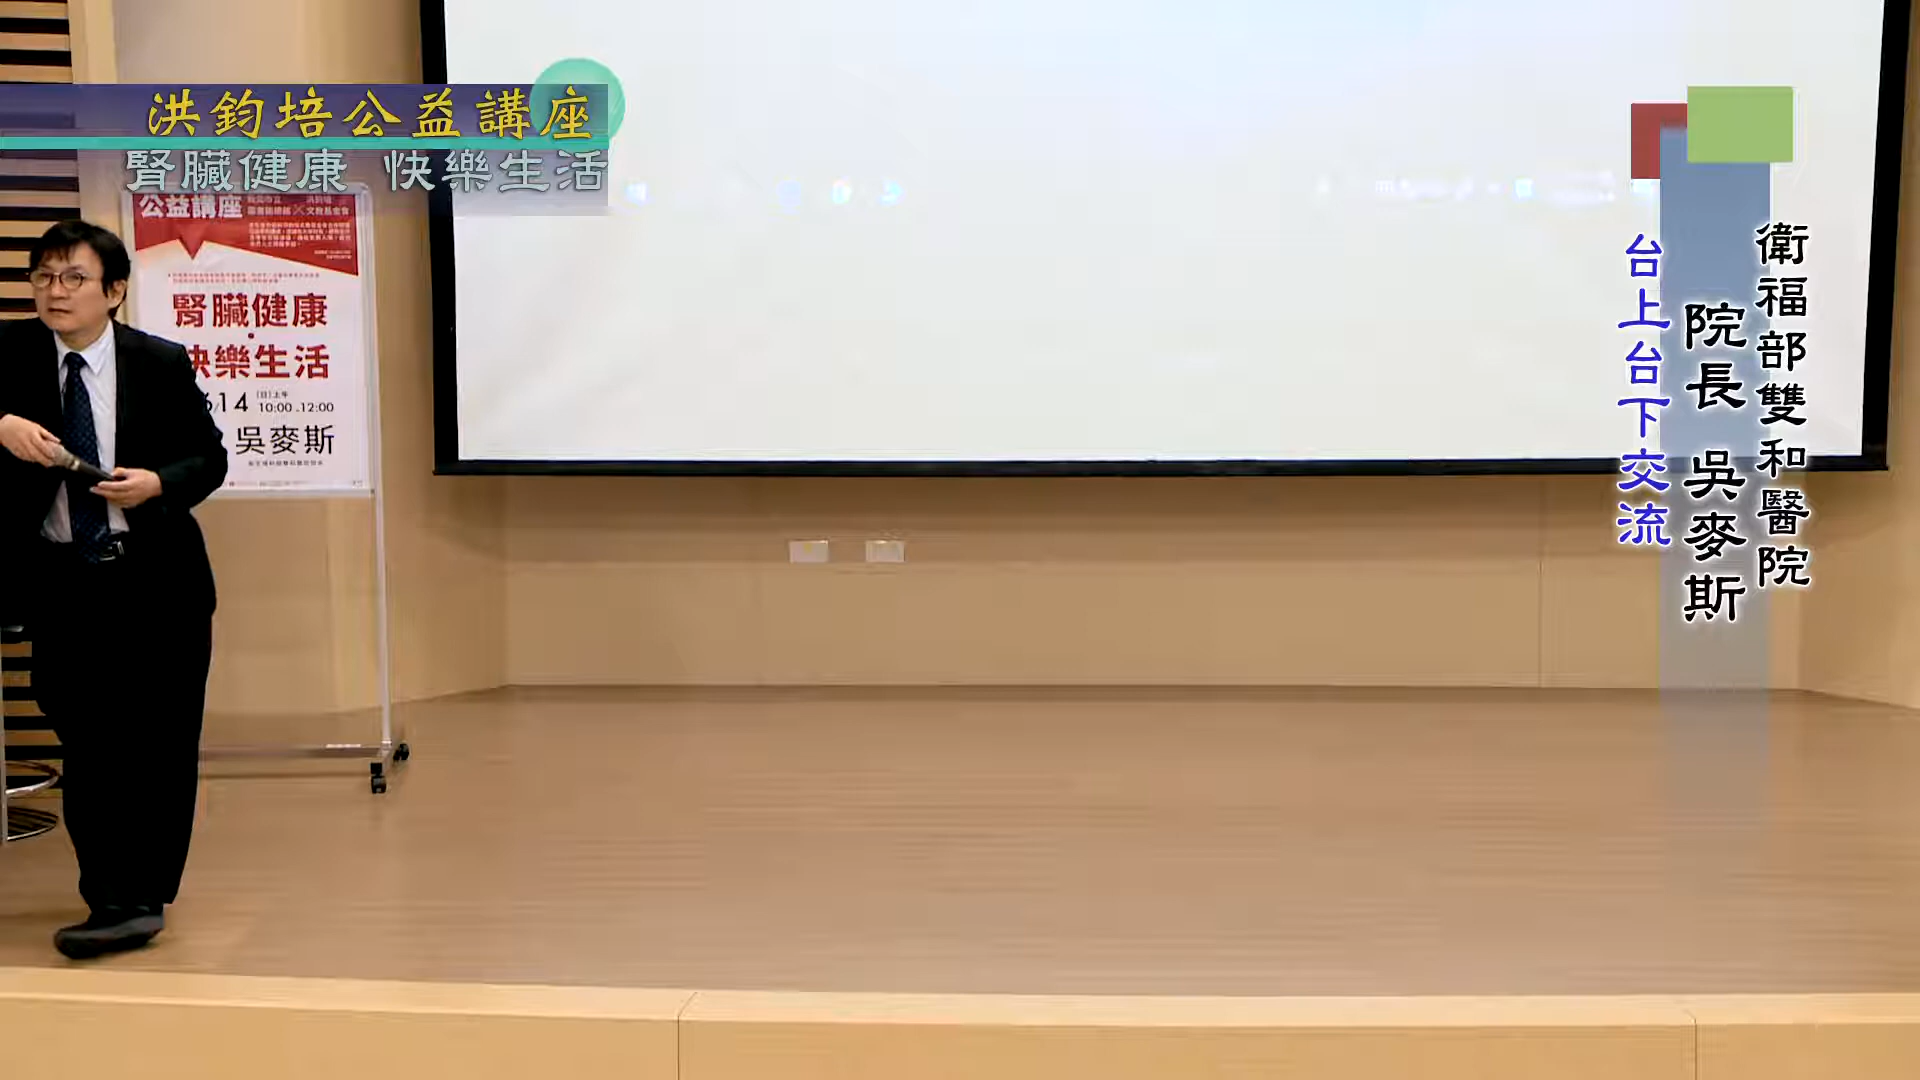 洪鈞培公益講座
腎臟健康 快樂生活
公益講座
腎臟健康
快樂生活
14 10:00-12:00
吳麥斯
衛福部雙和醫院
院長 吳麥斯
台上台下交流